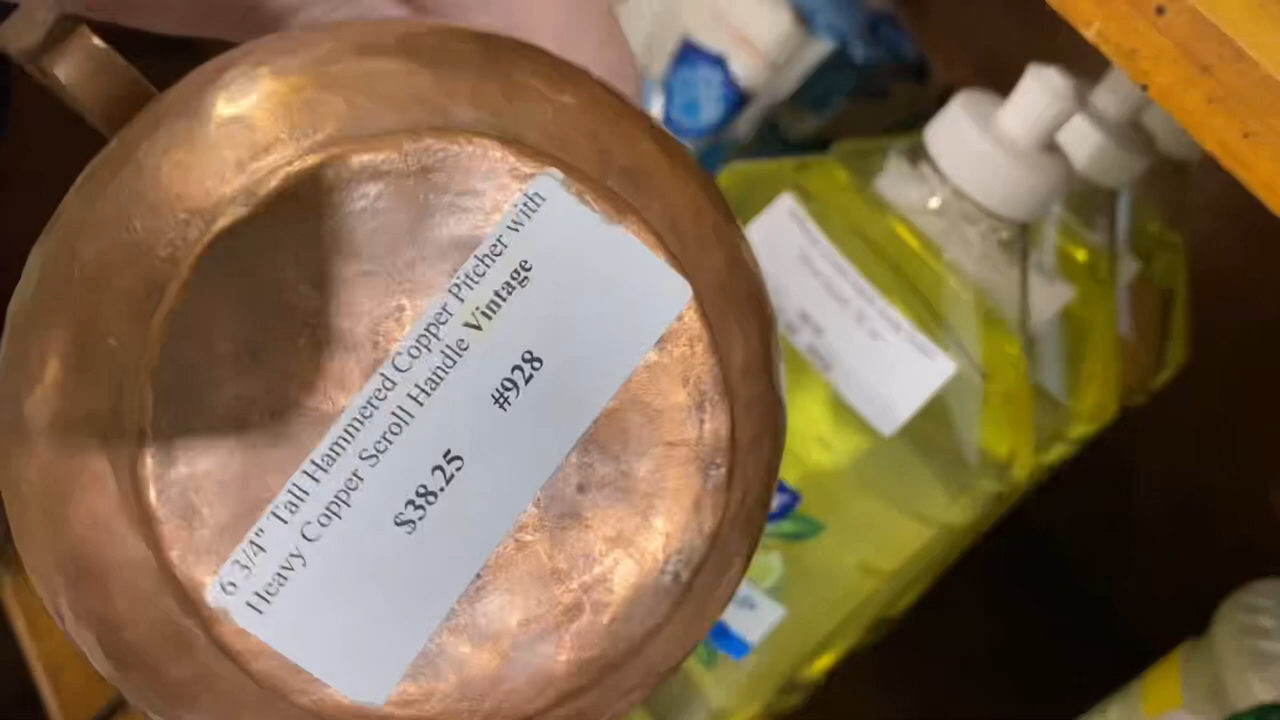 6 3/4" Tall Hammered Copper Pitcher with
Heavy Copper Scroll Handle Vintage
$38.25 #928